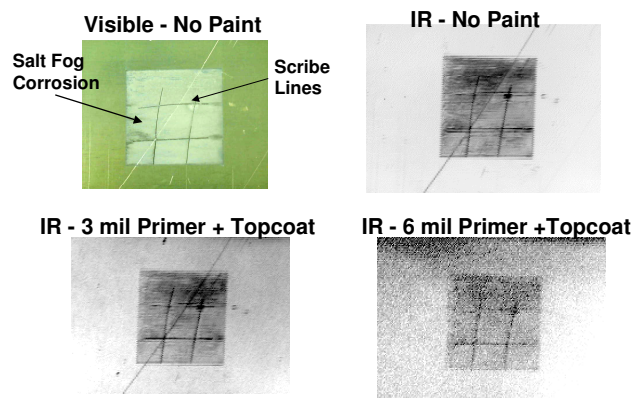 Visible - No Paint
IR - No Paint
Salt Fog
Corrosion
Scribe
Lines
IR - 3 mil Primer + Topcoat
IR - 6 mil Primer +Topcoat